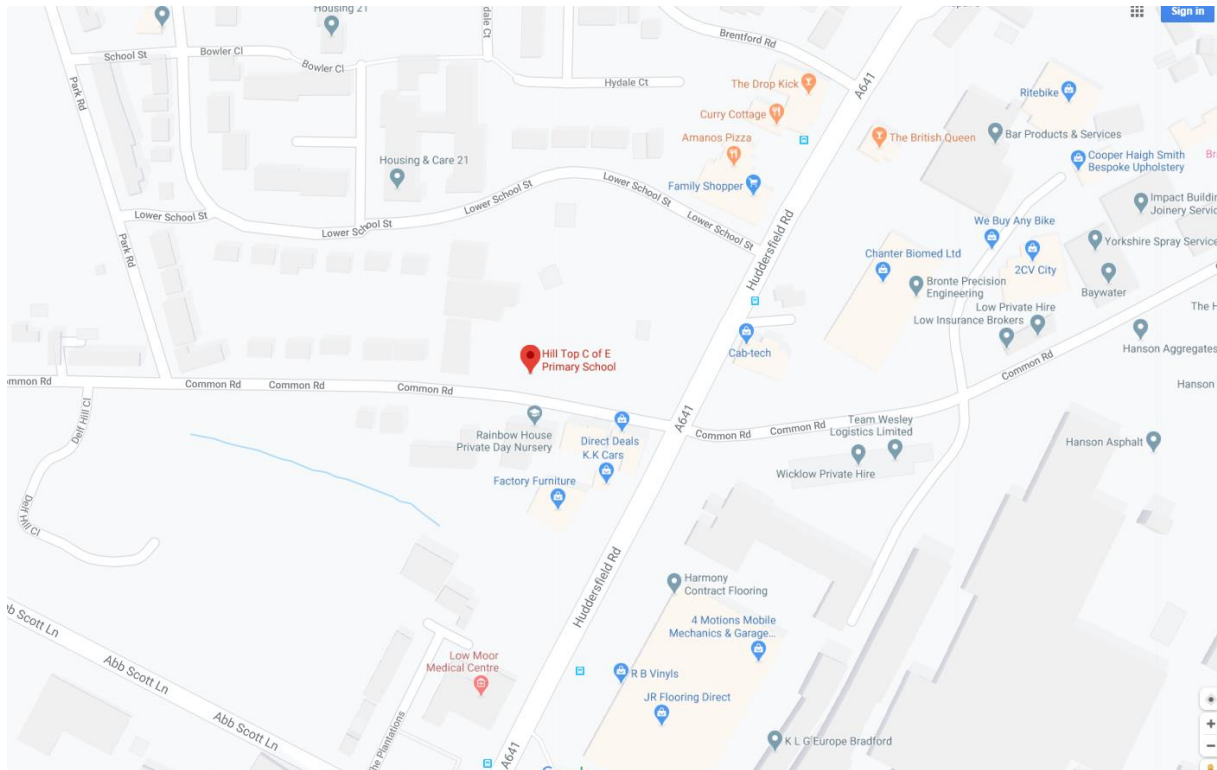 Housing 21
Sign in
School St
Bowler Cl
Bowler Cl
dale Ct
Brentford Rd
Hydale Ct
The Drop Kick
A641
Ritebike
Park Rd
Curry Cottage
Amanos Pizza
The British Queen
Bar Products & Services
Housing & Care 21
Cooper Haigh Smith
Bespoke Upholstery
Family Shopper
Lower School St
Lower School St
Lower School St
Lower School St
Lower School St
Impact Buildin
Joinery Servic
We Buy Any Bike
Yorkshire Spray Service
Park Rd
Huddersfield Rd
Chanter Biomed Ltd
2CV City
Bronte Precision
Engineering
Baywater
Low Private Hire
Low Insurance Brokers
The H
Hill Top C of E
Primary School
Cab-tech
Hanson Aggregates
Common Rd
ommon Rd
Common Rd
Common Rd
Common Rd
Hanson
Delf Hill Cl
A641
Rainbow House
Private Day Nursery
Direct Deals
K.K Cars
Common Rd
Common Rd
Team Wesley
Logistics Limited
Hanson Asphalt
Factory Furniture
Wicklow Private Hire
Delf Hill Cl
Huddersfield Rd
Harmony
Contract Flooring
bb Scott Ln
4 Motions Mobile
Mechanics & Garage...
Abb Scott Ln
Low Moor
Medical Centre
R B Vinyls
JR Flooring Direct
Abb Scott Ln
The Plantations
K L G Europe Bradford
A641